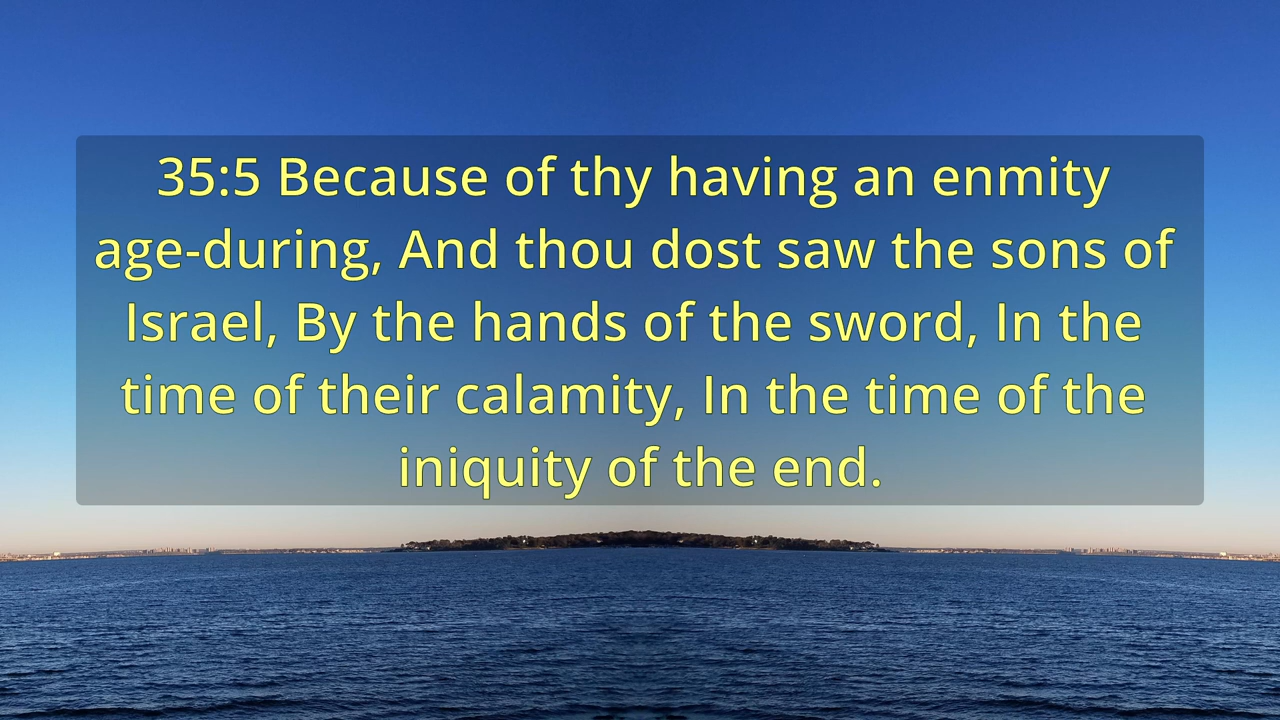 35:5 Because of thy having an enmity
age-during, And thou dost saw the sons of
Israel, By the hands of the sword, In the
time of their calamity, In the time of the
iniquity of the end.